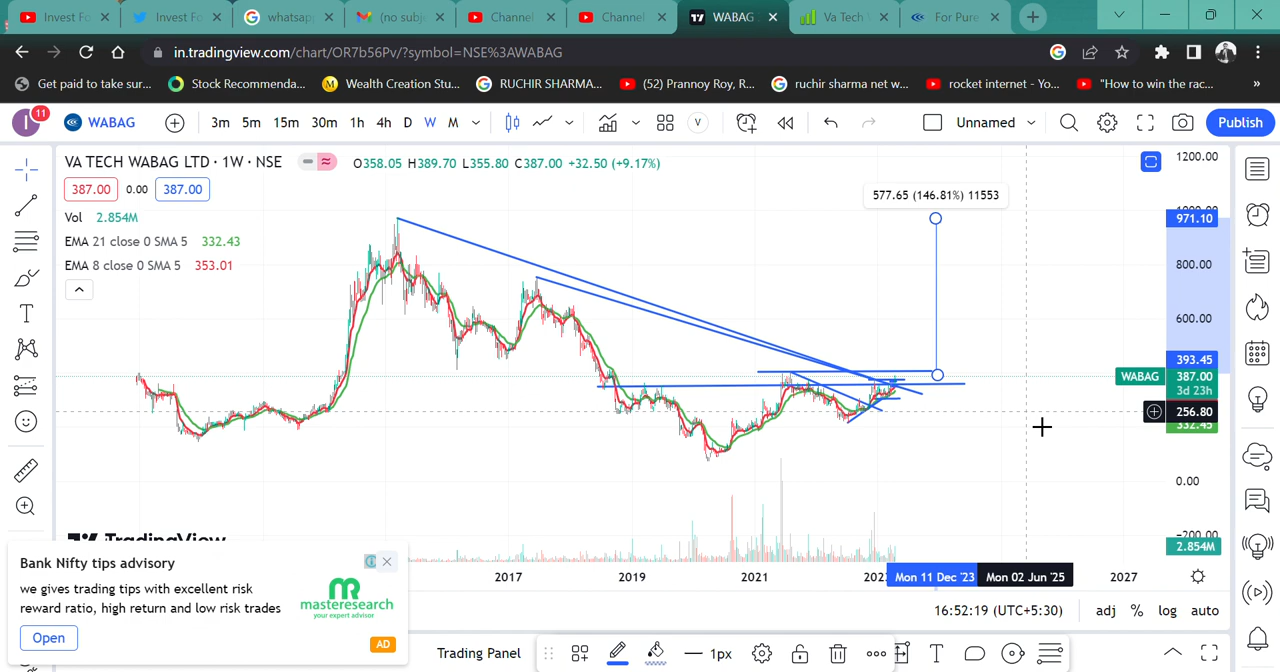 Invest Fo
Invest Fo
whatsap
(no subj
Channel
Channel
WABAG
Va Tech
For Pure
in.tradingview.com/chart/OR7b56Pv/?symbol=NSE%3AWABAG
Get paid to take sur...
Stock Recommenda...
Wealth Creation Stu...
RUCHIR SHARMA...
(52) Prannoy Roy, R...
ruchir sharma net w...
rocket internet - Yo...
"How to win the rac...
»
I 11 WABAG 3m 5m 15m 30m 1h 4h D W M V Unnamed Publish
VA TECH WABAG LTD · 1W · NSE O358.05 H389.70 L355.80 C387.00 +32.50 (+9.17%)
387.00 0.00 387.00
Vol 2.854M
EMA 21 close 0 SMA 5 332.43
EMA 8 close 0 SMA 5 353.01
577.65 (146.81%) 11553
1200.00
971.10
800.00
600.00
393.45
WABAG 387.00
3d 23h
256.80
332.43
0.00
-200.00
2.854M
TradingView
2017 2019 2021 Mon 11 Dec '23 Mon 02 Jun '25 2027
Bank Nifty tips advisory
we gives trading tips with excellent risk
reward ratio, high return and low risk trades
masteresearch
your expert advisor
Open
AD
16:52:19 (UTC+5:30) adj % log auto
Trading Panel 1px T